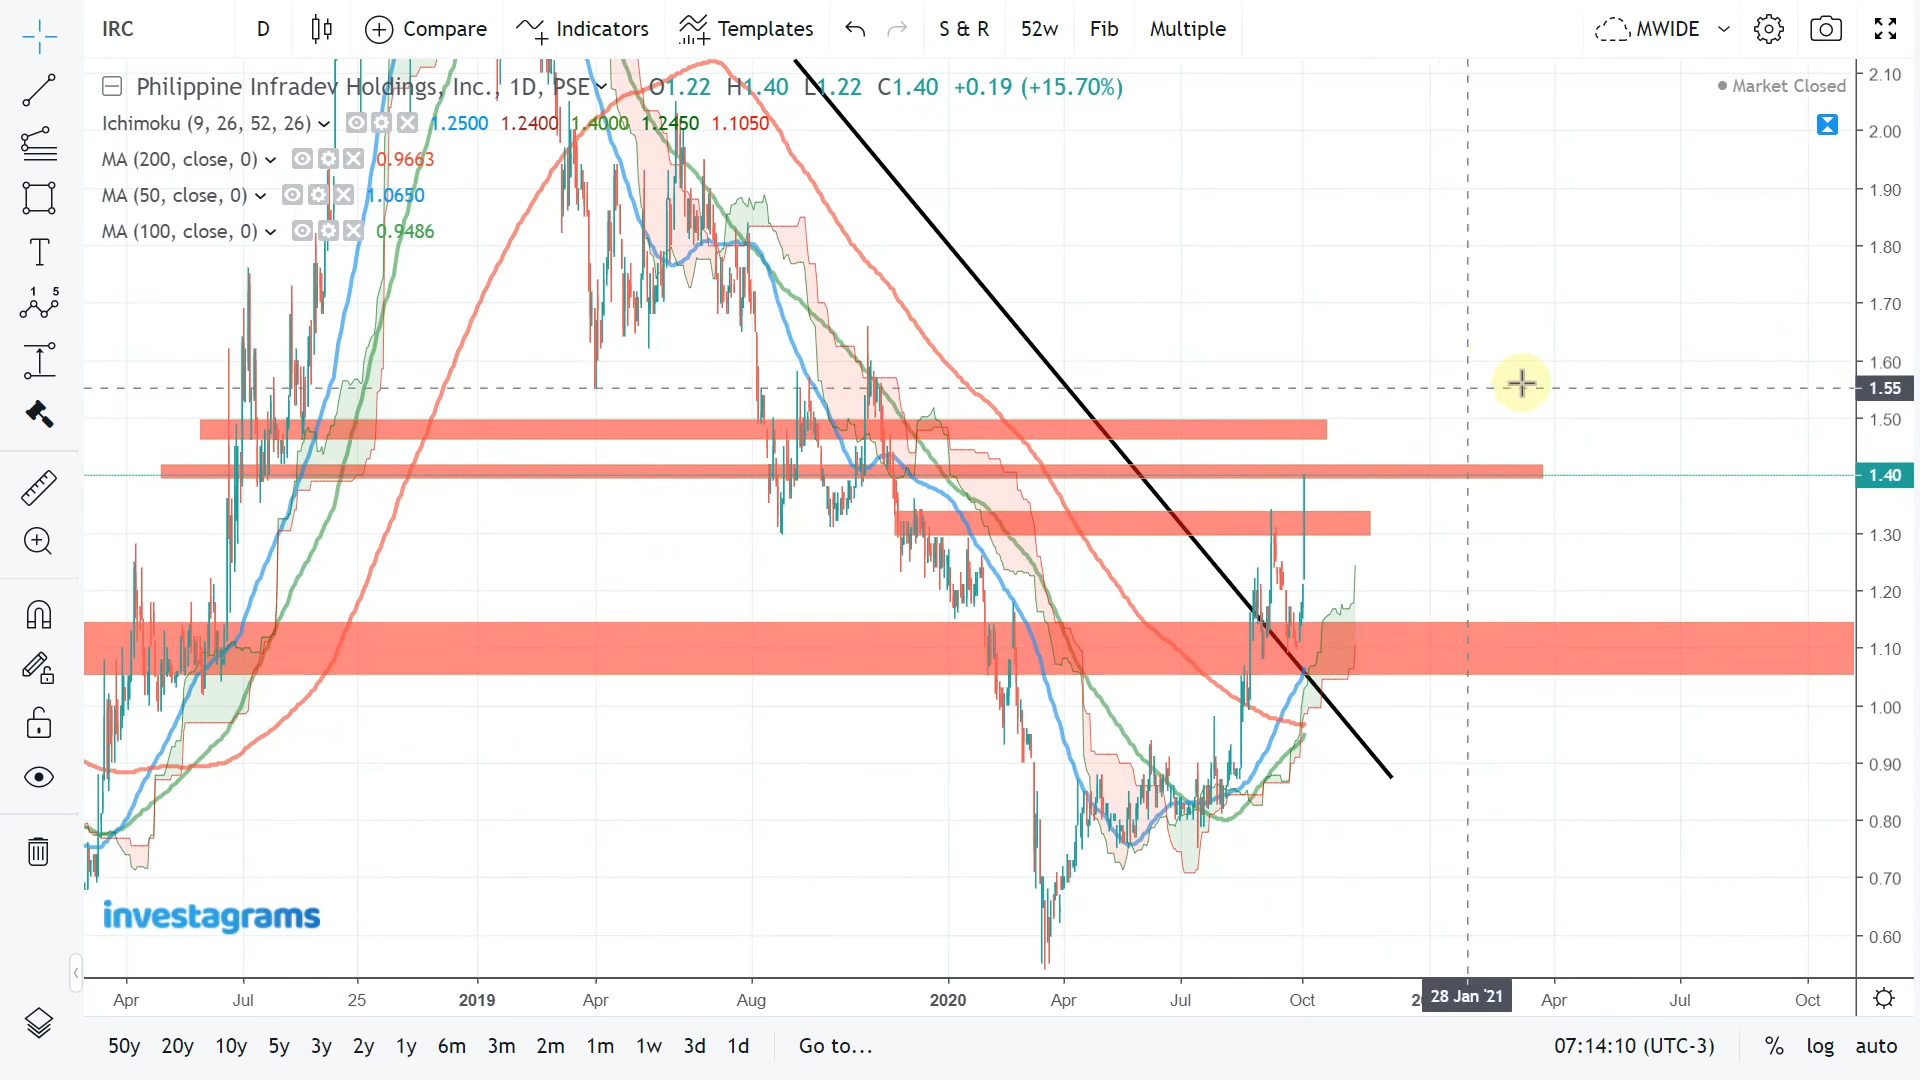 IRC D Compare Indicators Templates S & R 52w Fib Multiple MWIDE
Philippine Infradev Holdings, Inc., 1D, PSE O1.22 H1.40 L1.22 C1.40 +0.19 (+15.70%)
Market Closed
Ichimoku (9, 26, 52, 26) 1.2500 1.2400 1.4000 1.2450 1.1050
MA (200, close, 0) 0.9663
MA (50, close, 0) 1.0650
MA (100, close, 0) 0.9486
2.10
2.00
1.90
1.80
1.70
1.60
1.55
1.50
1.40
1.30
1.20
1.10
1.00
0.90
0.80
0.70
0.60
1 5
investagrams
Apr Jul 25 2019 Apr Aug 2020 Apr Jul Oct 28 Jan '21 Apr Jul Oct
50y 20y 10y 5y 3y 2y 1y 6m 3m 2m 1m 1w 3d 1d Go to... 07:14:10 (UTC-3) % log auto